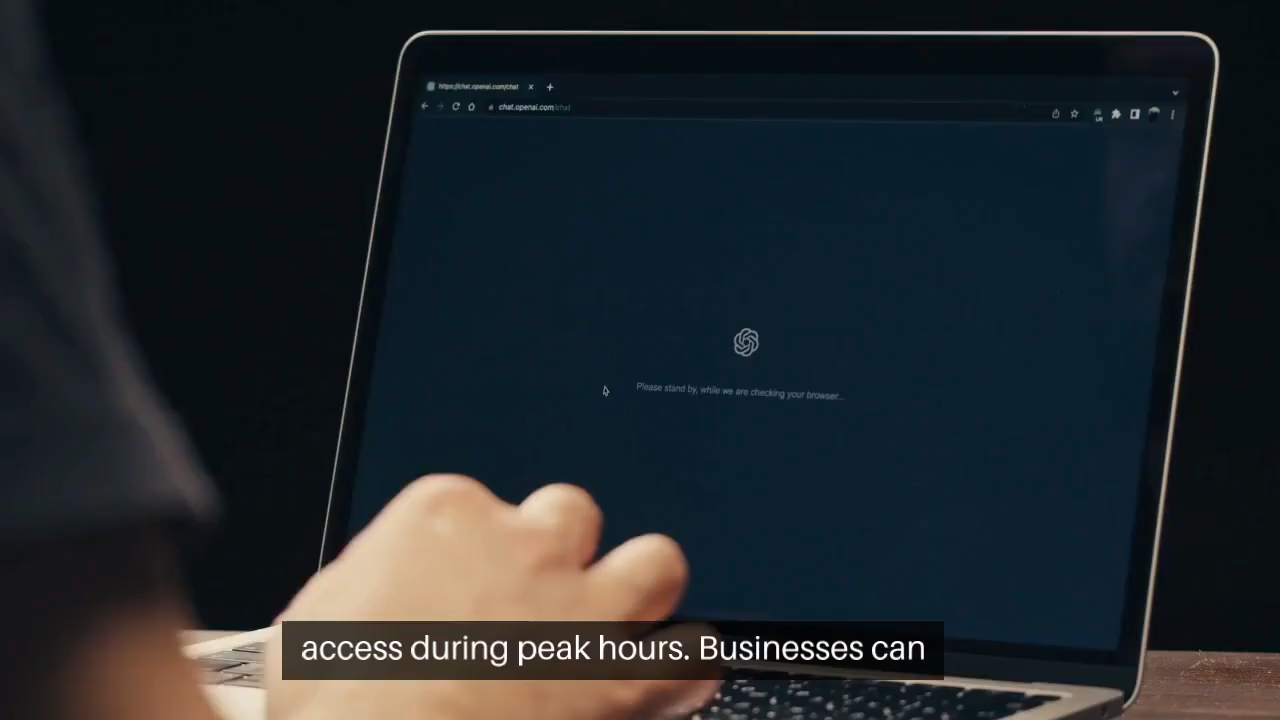 https://chat.openai.com/chat
chat.openai.com/chat
Please stand by, while we are checking your browser...
access during peak hours. Businesses can